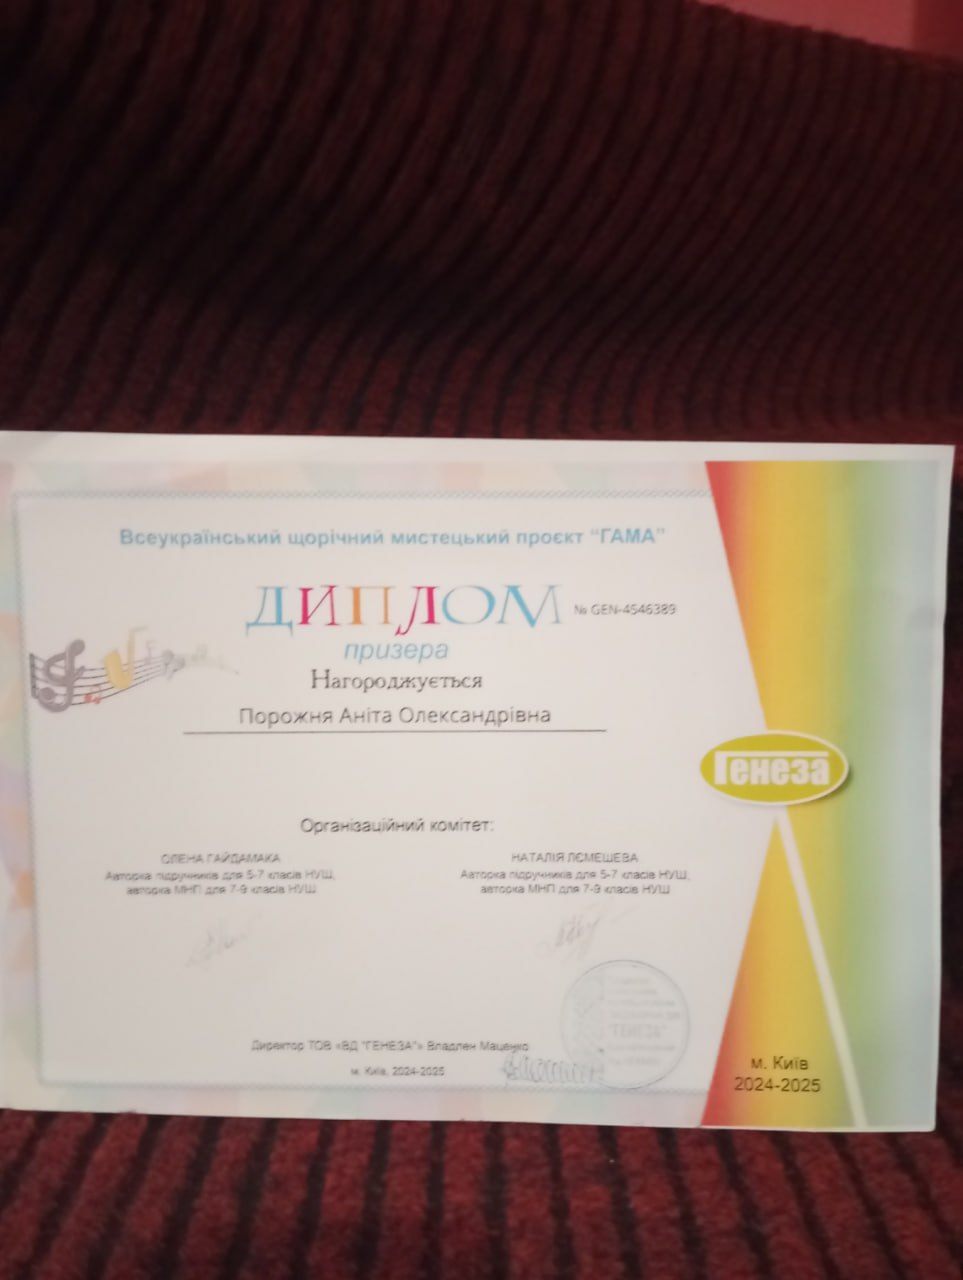 Всеукраїнський щорічний мистецький проєкт “ГАМА”
ДИПЛОМ № GEN-4546389
призера
Нагороджується
Порожня Аніта Олександрівна
Генеза
Організаційний комітет:
ОЛЕНА ГАЙДАМАКА
Авторка підручників для 5-7 класів НУШ,
авторка МНП для 7-9 класів НУШ
НАТАЛІЯ ЛЄМЕШЕВА
Авторка підручників для 5-7 класів НУШ,
авторка МНП для 7-9 класів НУШ
"ГЕНЕЗА"
Директор ТОВ «ВД "ГЕНЕЗА"» Владлен Маценко
м. Київ, 2024-2025
м. Київ
2024-2025